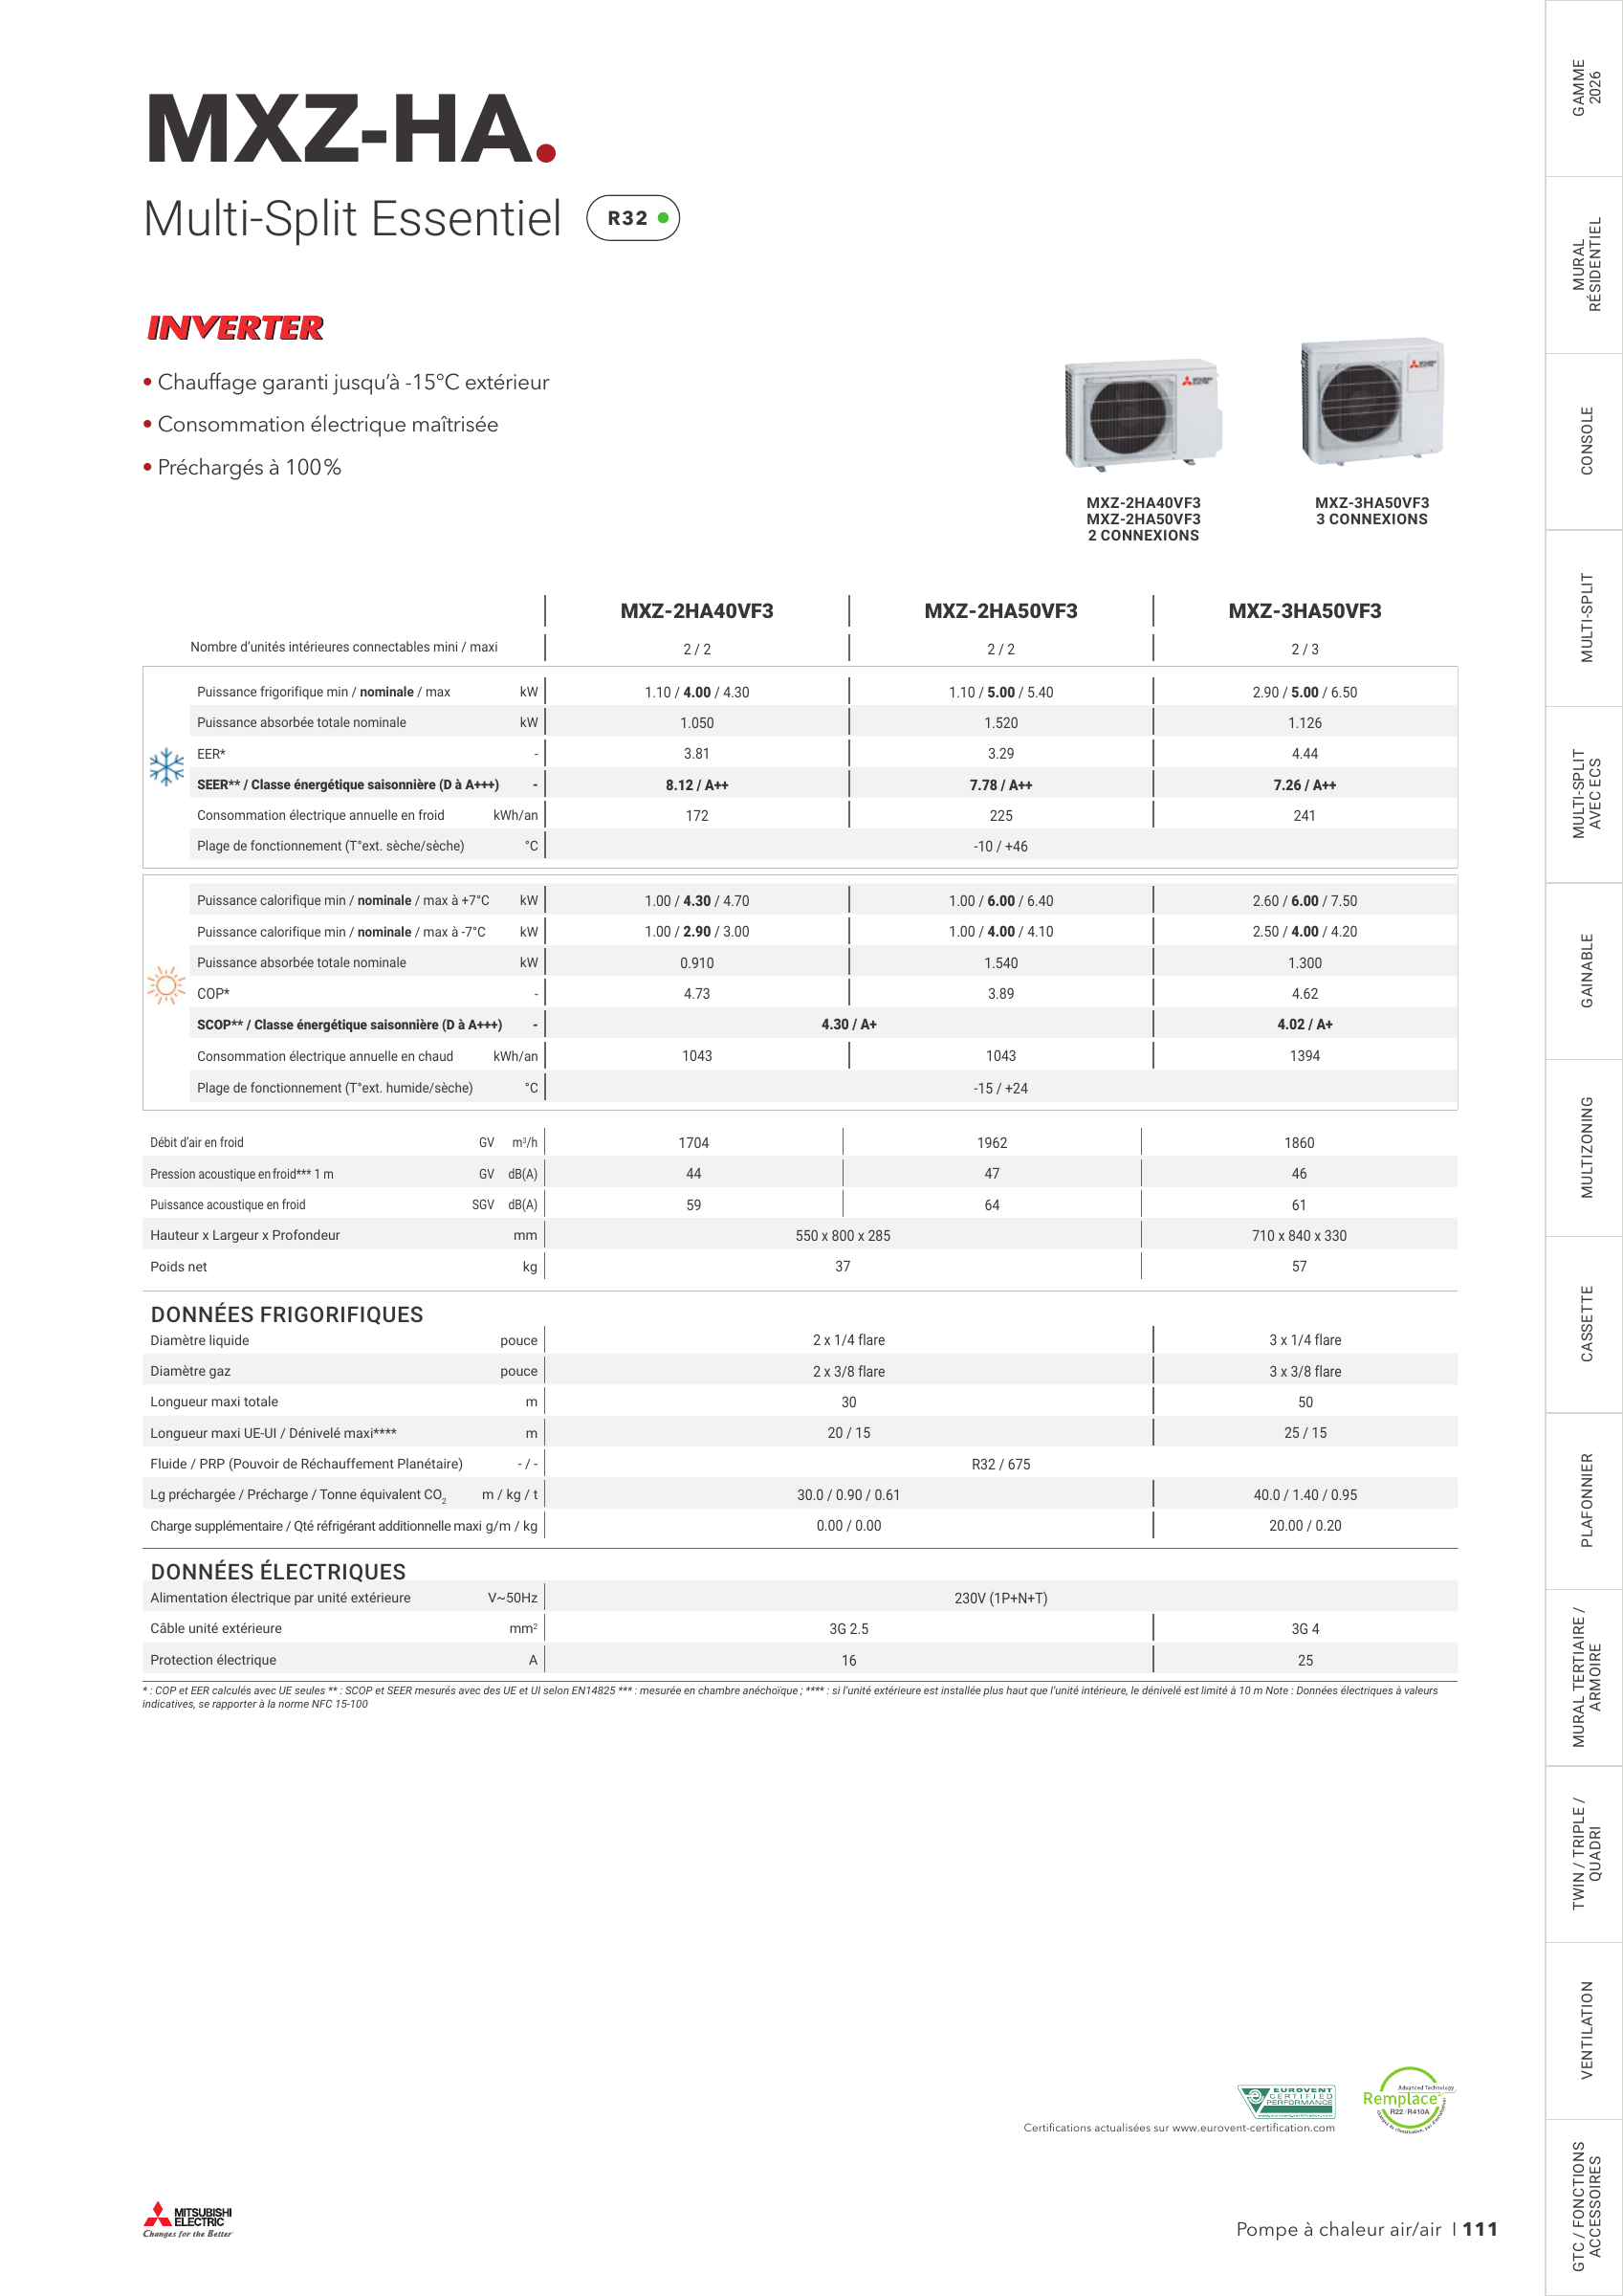 MXZ-HA.
Multi-Split Essentiel R32
INVERTER
• Chauffage garanti jusqu’à -15°C extérieur
• Consommation électrique maîtrisée
• Préchargés à 100%
MITSUBISHI ELECTRIC
MITSUBISHI ELECTRIC
MXZ-2HA40VF3
MXZ-2HA50VF3
2 CONNEXIONS
MXZ-3HA50VF3
3 CONNEXIONS
MXZ-2HA40VF3 MXZ-2HA50VF3 MXZ-3HA50VF3
Nombre d’unités intérieures connectables mini / maxi 2 / 2 2 / 2 2 / 3
Puissance frigorifique min / nominale / max kW 1.10 / 4.00 / 4.30 1.10 / 5.00 / 5.40 2.90 / 5.00 / 6.50
Puissance absorbée totale nominale kW 1.050 1.520 1.126
EER* - 3.81 3.29 4.44
SEER** / Classe énergétique saisonnière (D à A+++) - 8.12 / A++ 7.78 / A++ 7.26 / A++
Consommation électrique annuelle en froid kWh/an 172 225 241
Plage de fonctionnement (T°ext. sèche/sèche) °C -10 / +46
Puissance calorifique min / nominale / max à +7°C kW 1.00 / 4.30 / 4.70 1.00 / 6.00 / 6.40 2.60 / 6.00 / 7.50
Puissance calorifique min / nominale / max à -7°C kW 1.00 / 2.90 / 3.00 1.00 / 4.00 / 4.10 2.50 / 4.00 / 4.20
Puissance absorbée totale nominale kW 0.910 1.540 1.300
COP* - 4.73 3.89 4.62
SCOP** / Classe énergétique saisonnière (D à A+++) - 4.30 / A+ 4.02 / A+
Consommation électrique annuelle en chaud kWh/an 1043 1043 1394
Plage de fonctionnement (T°ext. humide/sèche) °C -15 / +24
Débit d’air en froid GV m³/h 1704 1962 1860
Pression acoustique en froid*** 1 m GV dB(A) 44 47 46
Puissance acoustique en froid SGV dB(A) 59 64 61
Hauteur x Largeur x Profondeur mm 550 x 800 x 285 710 x 840 x 330
Poids net kg 37 57
DONNÉES FRIGORIFIQUES
Diamètre liquide pouce 2 x 1/4 flare 3 x 1/4 flare
Diamètre gaz pouce 2 x 3/8 flare 3 x 3/8 flare
Longueur maxi totale m 30 50
Longueur maxi UE-UI / Dénivelé maxi**** m 20 / 15 25 / 15
Fluide / PRP (Pouvoir de Réchauffement Planétaire) - / - R32 / 675
Lg préchargée / Précharge / Tonne équivalent CO2 m / kg / t 30.0 / 0.90 / 0.61 40.0 / 1.40 / 0.95
Charge supplémentaire / Qté réfrigérant additionnelle maxi g/m / kg 0.00 / 0.00 20.00 / 0.20
DONNÉES ÉLECTRIQUES
Alimentation électrique par unité extérieure V~50Hz 230V (1P+N+T)
Câble unité extérieure mm² 3G 2.5 3G 4
Protection électrique A 16 25
* : COP et EER calculés avec UE seules ** : SCOP et SEER mesurés avec des UE et UI selon EN14825 *** : mesurée en chambre anéchoïque ; **** : si l’unité extérieure est installée plus haut que l’unité intérieure, le dénivelé est limité à 10 m Note : Données électriques à valeurs
indicatives, se rapporter à la norme NFC 15-100
EUROVENT
CERTIFIED
PERFORMANCE
Certifications actualisées sur www.eurovent-certification.com
Advanced Technology
Remplace
R22 / R410A
MITSUBISHI
ELECTRIC
Changes for the Better
Pompe à chaleur air/air I 111
GAMME
2026
MURAL
RÉSIDENTIEL
CONSOLE
MULTI-SPLIT
MULTI-SPLIT
AVEC ECS
GAINABLE
MULTIZONING
CASSETTE
PLAFONNIER
MURAL TERTIAIRE /
ARMOIRE
TWIN / TRIPLE /
QUADRI
VENTILATION
GTC / FONCTIONS
ACCESSOIRES